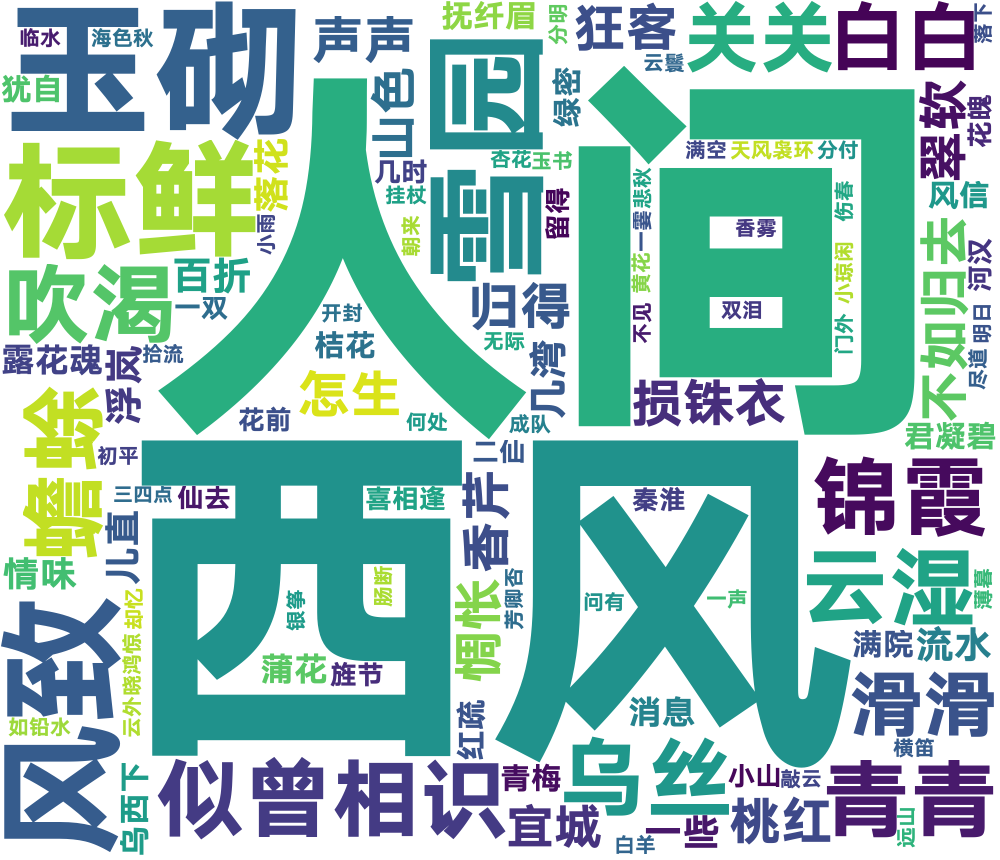 临水
海色秋
玉砌
声声
抚纤眉
分明
狂客
关关
白白
落下
犹自
山色
园
云鬟
绿密
翠软
花魄
标鲜
落花
几时
杏花
玉书
满空
天风袅环
分付
小雨
挂杖
朝来
雪
留得
悲秋
一霎
人间
香雾
伤春
风信
不如归去
河汉
吹渴
百折
一双
归得
黄花
双泪
小琼闲
开封
无际
不见
门外
明日
露花魂
浮岚
拾流
桔花
几湾
尽道
蟾蜍
怎生
损铢衣
花前
何处
成队
君凝碧
初平
二仙
西风
锦霞
三四点
仙去
喜相逢
香芹
秦淮
儿直
情味
肠断
芳卿否
云湿
薄暮
风致
却忆
晓鸿惊
云外
银筝
惆怅
问有
一声
蒲花
旌节
满院
流水
如铅水
红疏
消息
滑滑
横笛
乌西下
似曾相识
青梅
乌丝
小山
敲云
青青
宜城
一些
桃红
远山
白羊